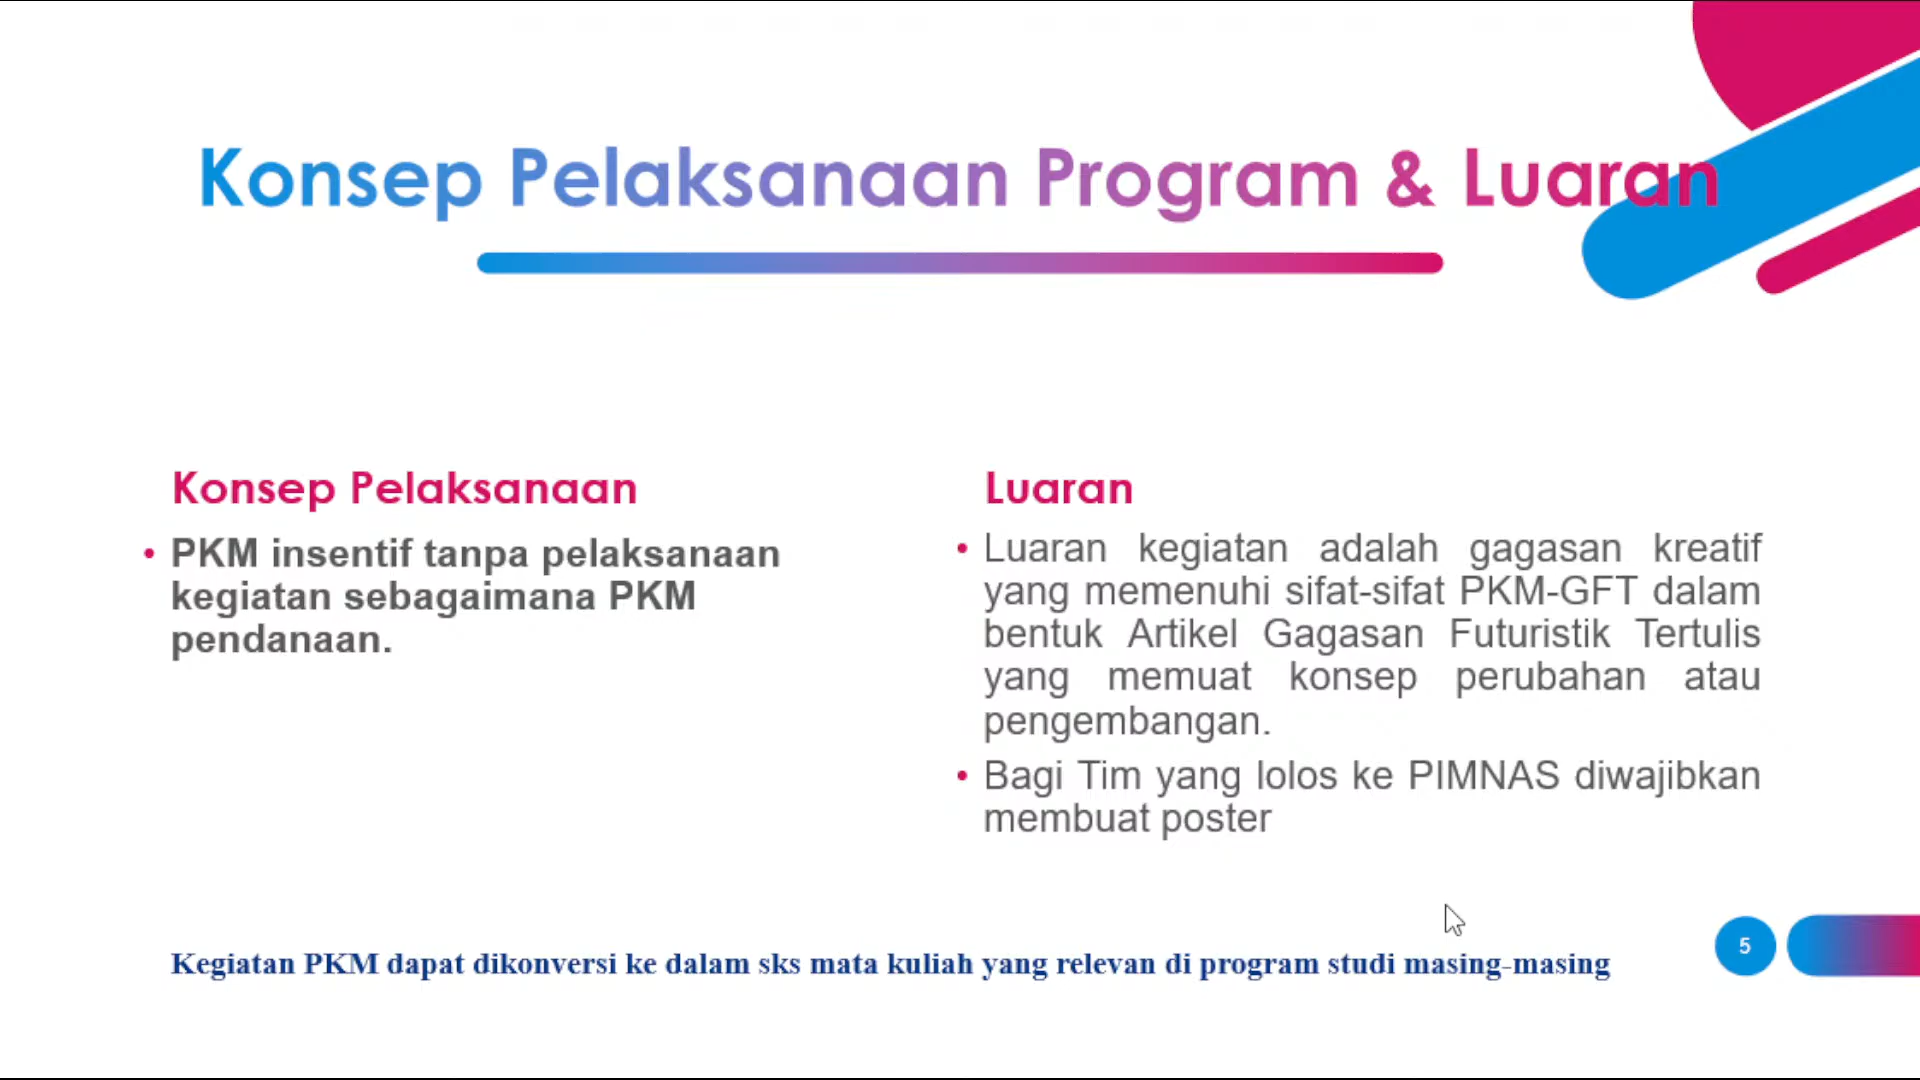 Konsep Pelaksanaan Program & Luaran
Konsep Pelaksanaan
• PKM insentif tanpa pelaksanaan
kegiatan sebagaimana PKM
pendanaan.
Luaran
• Luaran kegiatan adalah gagasan kreatif
yang memenuhi sifat-sifat PKM-GFT dalam
bentuk Artikel Gagasan Futuristik Tertulis
yang memuat konsep perubahan atau
pengembangan.
• Bagi Tim yang lolos ke PIMNAS diwajibkan
membuat poster
Kegiatan PKM dapat dikonversi ke dalam sks mata kuliah yang relevan di program studi masing-masing
5